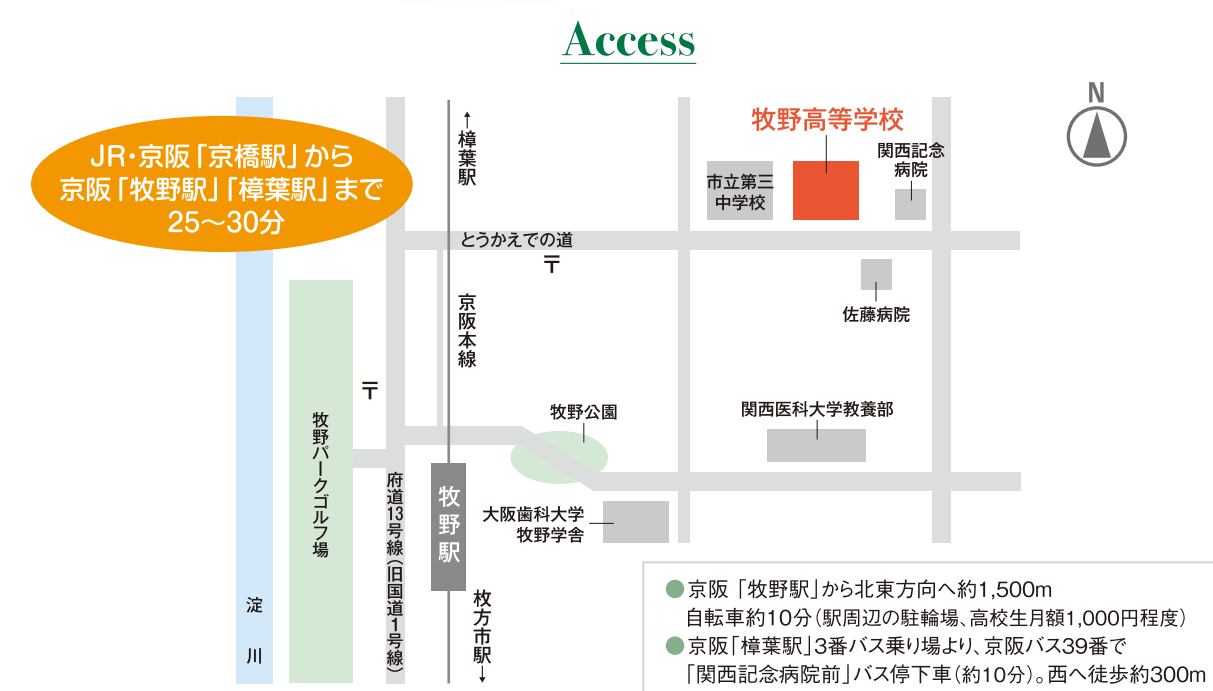 Access
JR・京阪「京橋駅」から
京阪「牧野駅」「樟葉駅」まで
25〜30分
←樟葉駅
牧野高等学校
N
市立第三
中学校
関西記念
病院
とうかえでの道
〒
佐藤病院
京阪本線
〒
牧野公園
関西医科大学教養部
牧野パークゴルフ場
府道13号線(旧国道1号線)
牧野駅
大阪歯科大学
牧野学舎
淀川
枚方市駅→
●京阪「牧野駅」から北東方向へ約1,500m
自転車約10分(駅周辺の駐輪場、高校生月額1,000円程度)
●京阪「樟葉駅」3番バス乗り場より、京阪バス39番で
「関西記念病院前」バス停下車(約10分)。西へ徒歩約300m